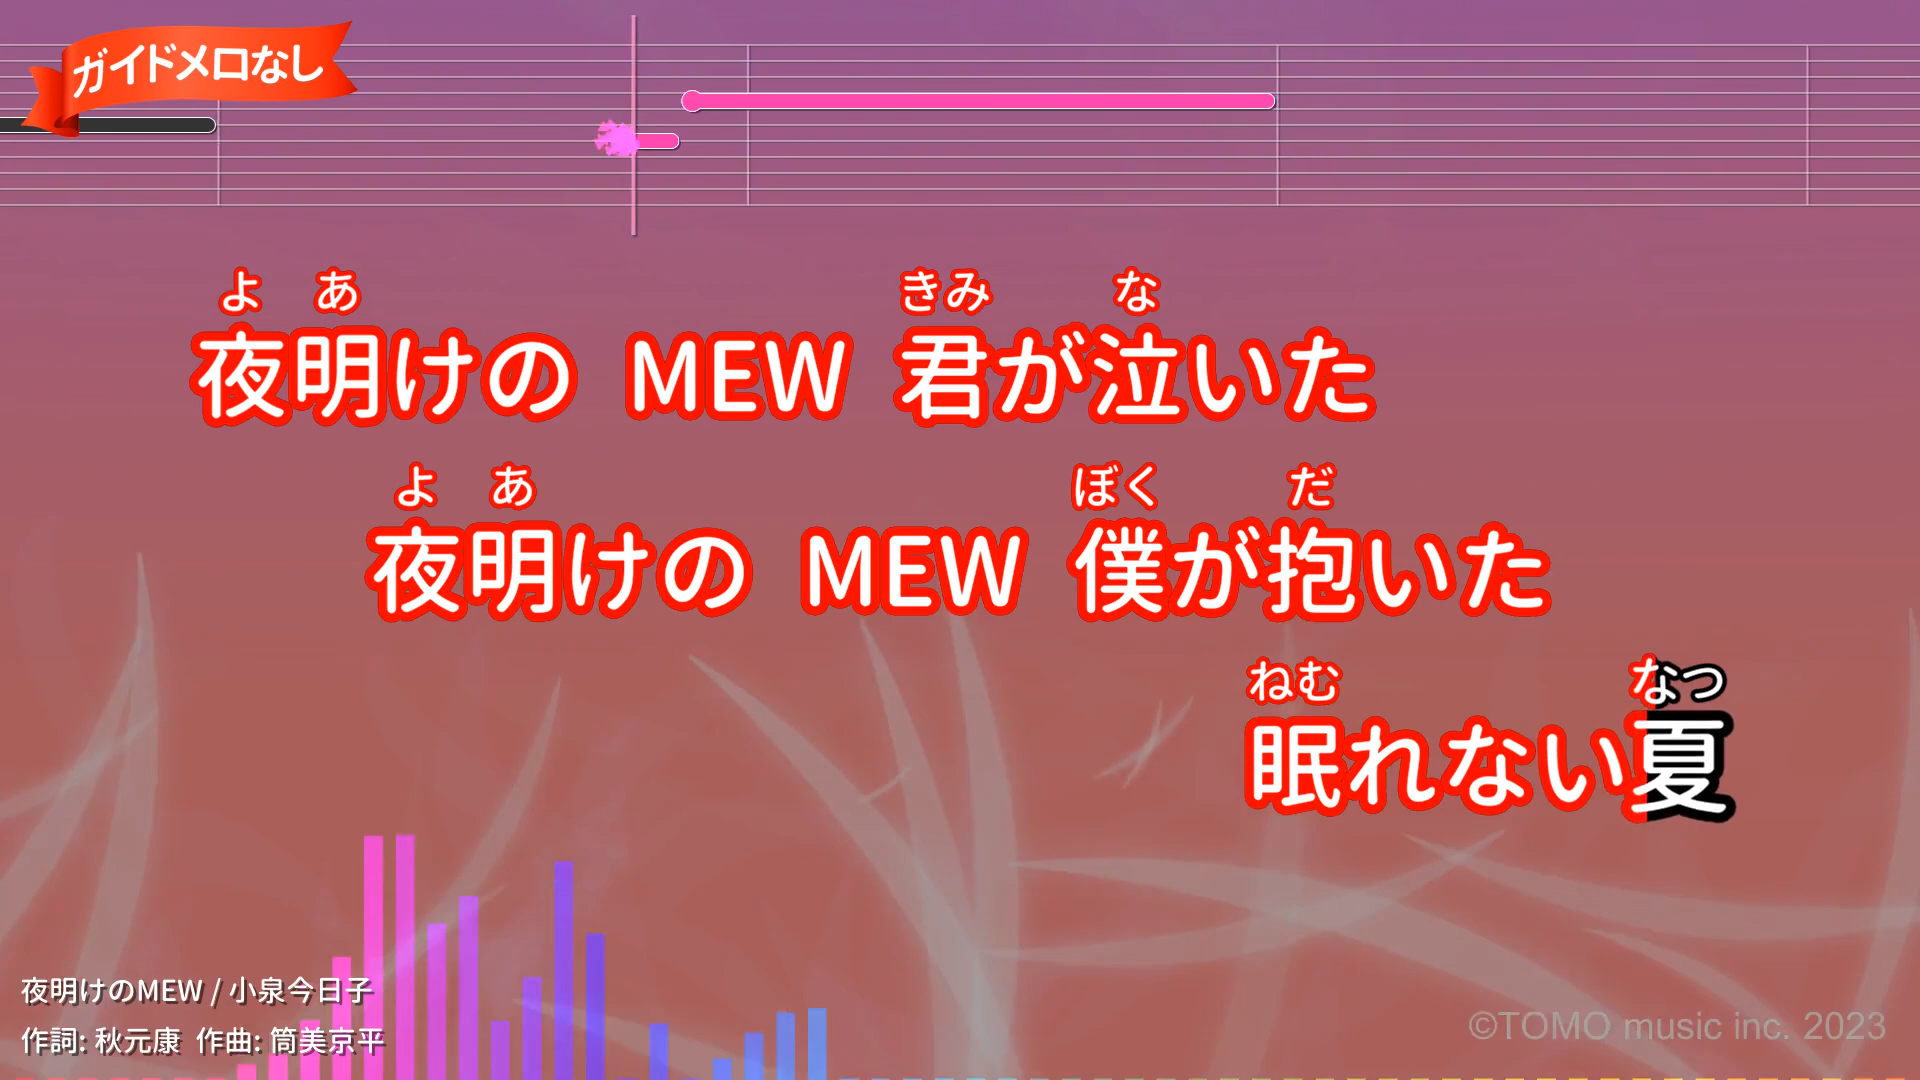 ガイドメロなし
よ あ きみ な
夜明けの MEW 君が泣いた
よ あ ぼく だ
夜明けの MEW 僕が抱いた
ねむ なつ
眠れない夏
夜明けのMEW / 小泉今日子
作詞: 秋元康 作曲: 筒美京平
©TOMO music inc. 2023